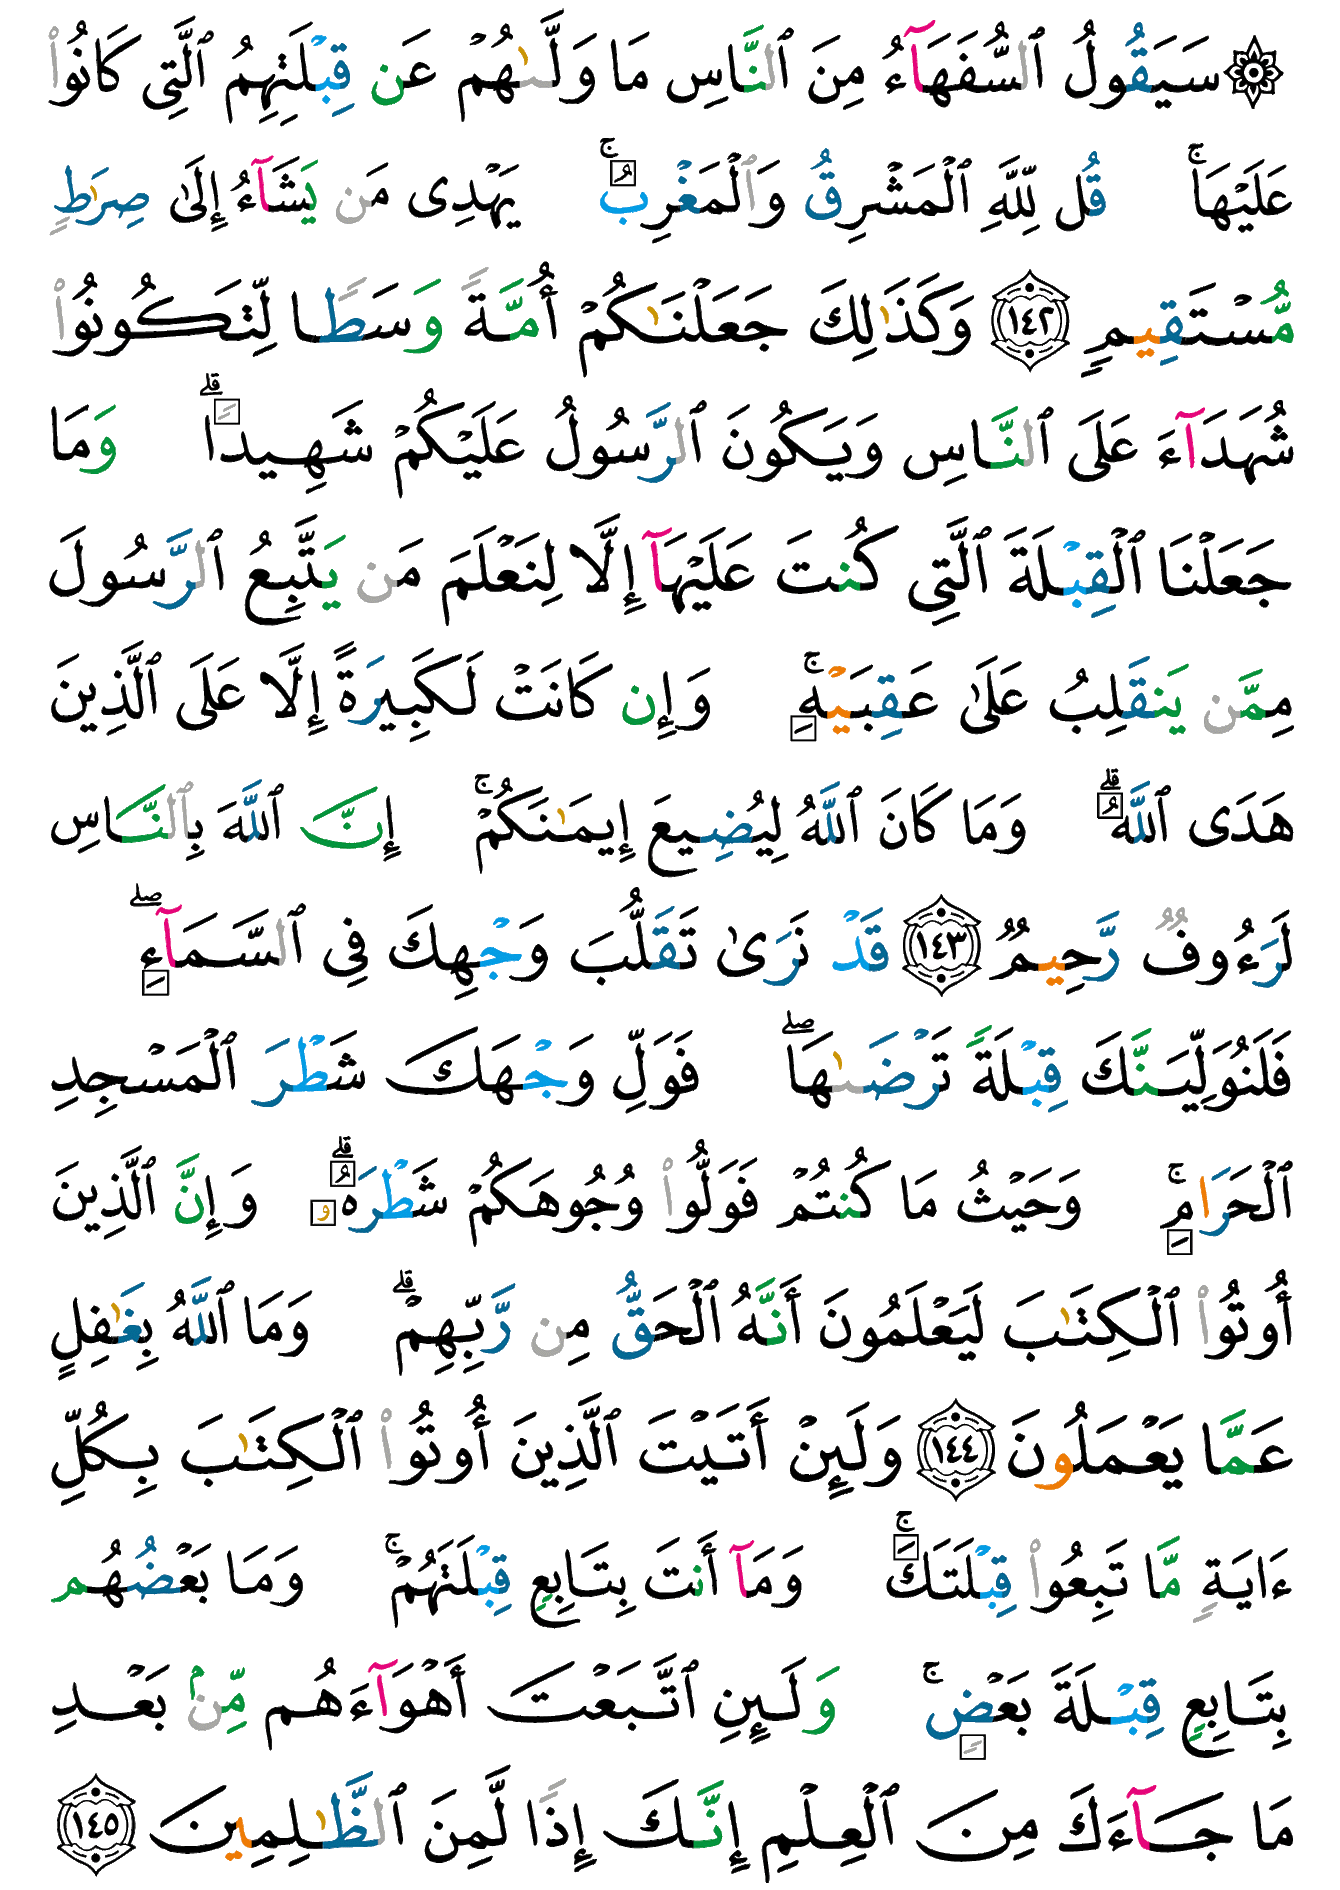 ۞ سَيَقُولُ ٱلسُّفَهَآءُ مِنَ ٱلنَّاسِ مَا وَلَّىٰهُمْ عَن قِبْلَتِهِمُ ٱلَّتِى كَانُوا۟
عَلَيْهَا ۚ قُل لِّلَّهِ ٱلْمَشْرِقُ وَٱلْمَغْرِبُ ۚ يَهْدِى مَن يَشَآءُ إِلَىٰ صِرَٰطٍ
مُّسْتَقِيمٍ ١٤٢ وَكَذَٰلِكَ جَعَلْنَٰكُمْ أُمَّةً وَسَطًا لِّتَكُونُوا۟
شُهَدَآءَ عَلَى ٱلنَّاسِ وَيَكُونَ ٱلرَّسُولُ عَلَيْكُمْ شَهِيدًا ۗ وَمَا
جَعَلْنَا ٱلْقِبْلَةَ ٱلَّتِى كُنتَ عَلَيْهَآ إِلَّا لِنَعْلَمَ مَن يَتَّبِعُ ٱلرَّسُولَ
مِمَّن يَنقَلِبُ عَلَىٰ عَقِبَيْهِ ۚ وَإِن كَانَتْ لَكَبِيرَةً إِلَّا عَلَى ٱلَّذِينَ
هَدَى ٱللَّهُ ۗ وَمَا كَانَ ٱللَّهُ لِيُضِيعَ إِيمَٰنَكُمْ ۚ إِنَّ ٱللَّهَ بِٱلنَّاسِ
لَرَءُوفٌ رَّحِيمٌ ١٤٣ قَدْ نَرَىٰ تَقَلُّبَ وَجْهِكَ فِى ٱلسَّمَآءِ ۖ
فَلَنُوَلِّيَنَّكَ قِبْلَةً تَرْضَىٰهَا ۖ فَوَلِّ وَجْهَكَ شَطْرَ ٱلْمَسْجِدِ
ٱلْحَرَامِ ۚ وَحَيْثُ مَا كُنتُمْ فَوَلُّوا۟ وُجُوهَكُمْ شَطْرَهُۥ ۗ وَإِنَّ ٱلَّذِينَ
أُوتُوا۟ ٱلْكِتَٰبَ لَيَعْلَمُونَ أَنَّهُ ٱلْحَقُّ مِن رَّبِّهِمْ ۗ وَمَا ٱللَّهُ بِغَٰفِلٍ
عَمَّا يَعْمَلُونَ ١٤٤ وَلَئِنْ أَتَيْتَ ٱلَّذِينَ أُوتُوا۟ ٱلْكِتَٰبَ بِكُلِّ
ءَايَةٍ مَّا تَبِعُوا۟ قِبْلَتَكَ ۚ وَمَآ أَنتَ بِتَابِعٍ قِبْلَتَهُمْ ۚ وَمَا بَعْضُهُم
بِتَابِعٍ قِبْلَةَ بَعْضٍ ۚ وَلَئِنِ ٱتَّبَعْتَ أَهْوَآءَهُم مِّنۢ بَعْدِ
مَا جَآءَكَ مِنَ ٱلْعِلْمِ إِنَّكَ إِذًا لَّمِنَ ٱلظَّٰلِمِينَ ١٤٥